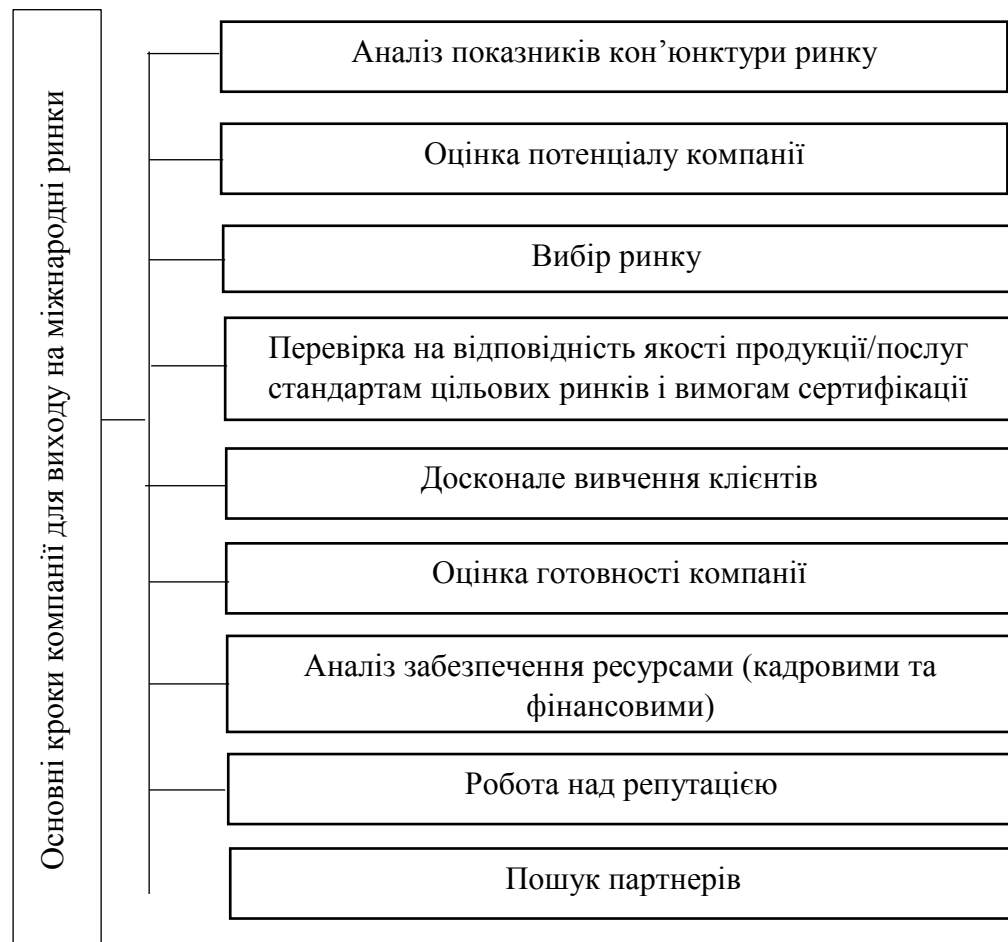 Основні кроки компанії для виходу на міжнародні ринки
Аналіз показників кон’юнктури ринку
Оцінка потенціалу компанії
Вибір ринку
Перевірка на відповідність якості продукції/послуг
стандартам цільових ринків і вимогам сертифікації
Досконале вивчення клієнтів
Оцінка готовності компанії
Аналіз забезпечення ресурсами (кадровими та
фінансовими)
Робота над репутацією
Пошук партнерів